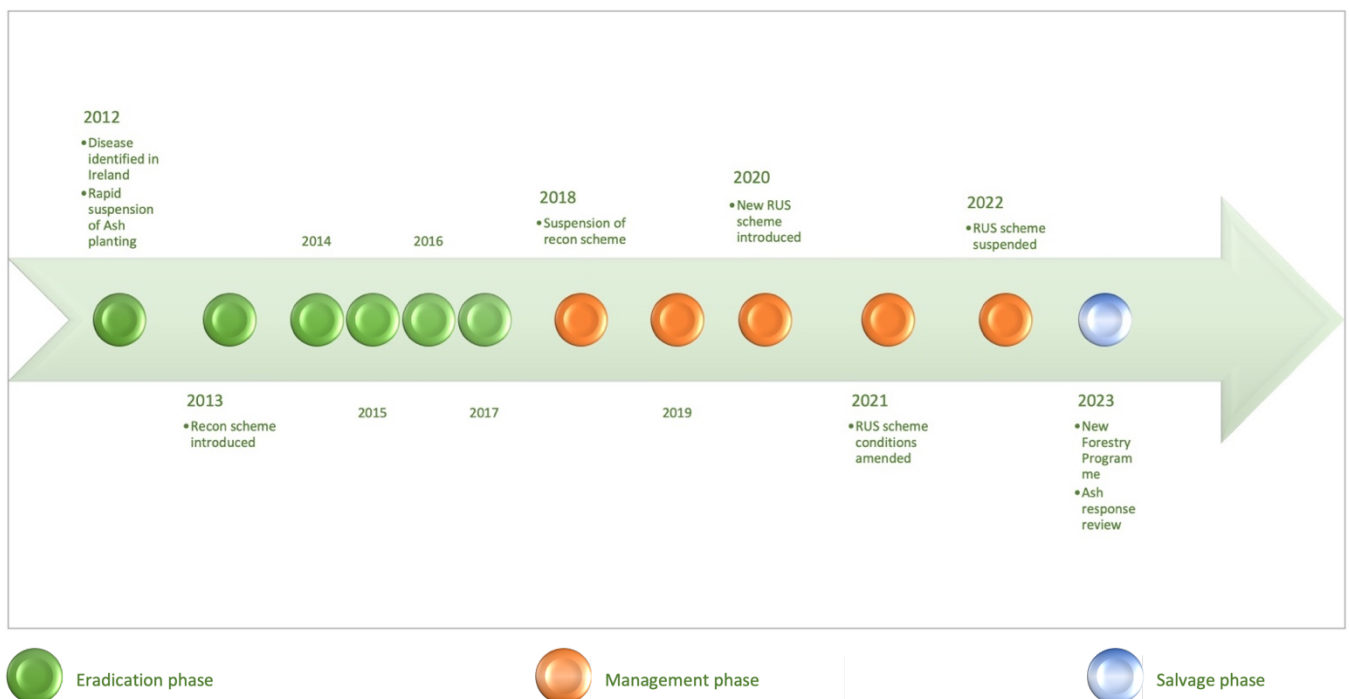 2012
•Disease
identified in
Ireland
•Rapid
suspension
of Ash
planting
2013
•Recon scheme
introduced
2014
2015
2016
2017
2018
•Suspension of
recon scheme
2019
2020
•New RUS
scheme
introduced
2021
•RUS scheme
conditions
amended
2022
•RUS scheme
suspended
2023
•New
Forestry
Program
me
•Ash
response
review
Eradication phase
Management phase
Salvage phase